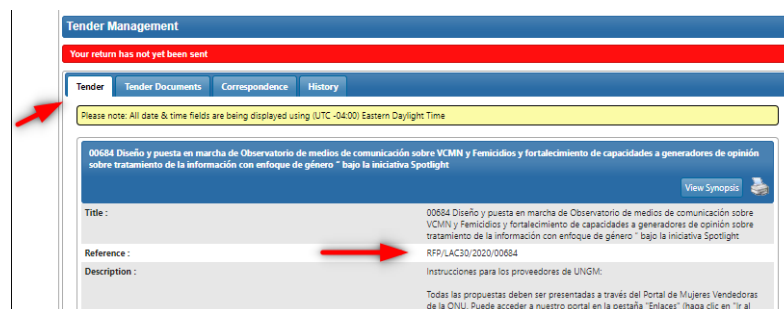 Tender Management
Your return has not yet been sent
Tender Tender Documents Correspondence History
Please note: All date & time fields are being displayed using (UTC -04:00) Eastern Daylight Time
00684 Diseño y puesta en marcha de Observatorio de medios de comunicación sobre VCMN y Femicidios y fortalecimiento de capacidades a generadores de opinión
sobre tratamiento de la información con enfoque de género " bajo la iniciativa Spotlight
View Synopsis
Title : 00684 Diseño y puesta en marcha de Observatorio de medios de comunicación sobre
VCMN y Femicidios y fortalecimiento de capacidades a generadores de opinión sobre
tratamiento de la información con enfoque de género " bajo la iniciativa Spotlight
Reference : RFP/LAC30/2020/00684
Description : Instrucciones para los proveedores de UNGM:
Todas las propuestas deben ser presentadas a través del Portal de Mujeres Vendedoras
de la ONU. Puede acceder a nuestro portal en la pestaña "Enlaces" (haga clic en "Ir al